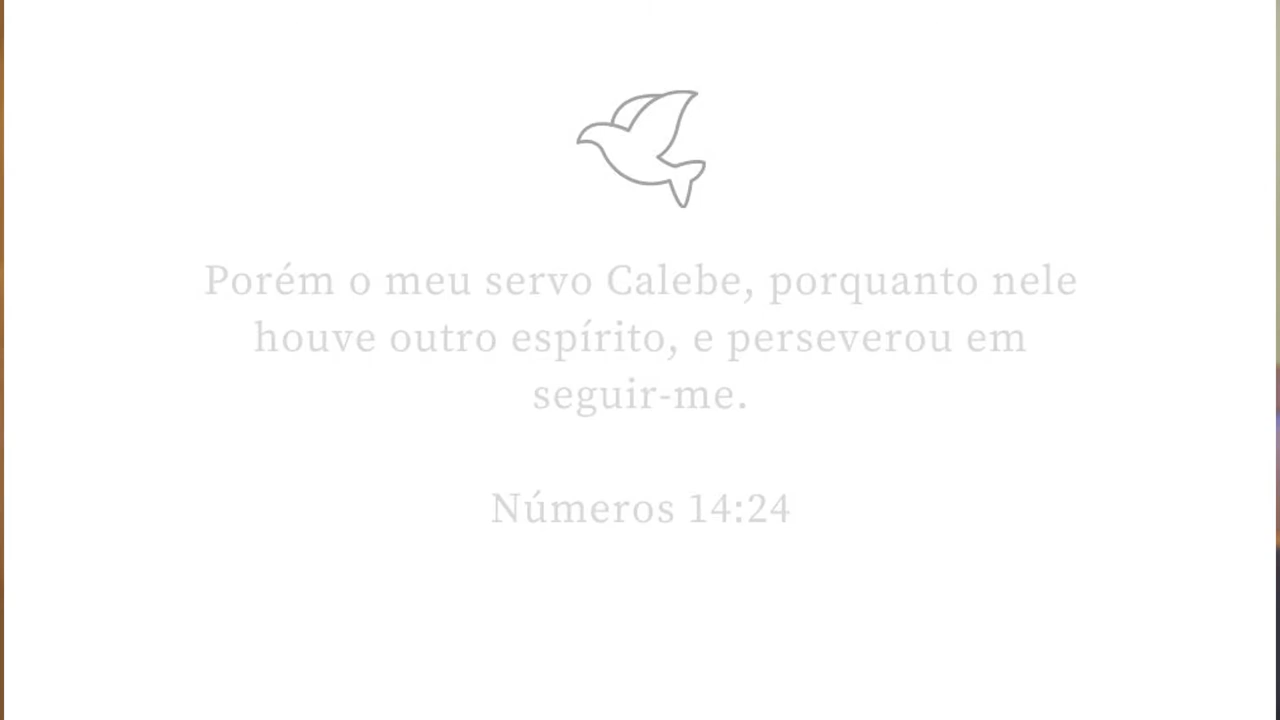 Porém o meu servo Calebe, porquanto nele
houve outro espírito, e perseverou em
seguir-me.
Números 14:24